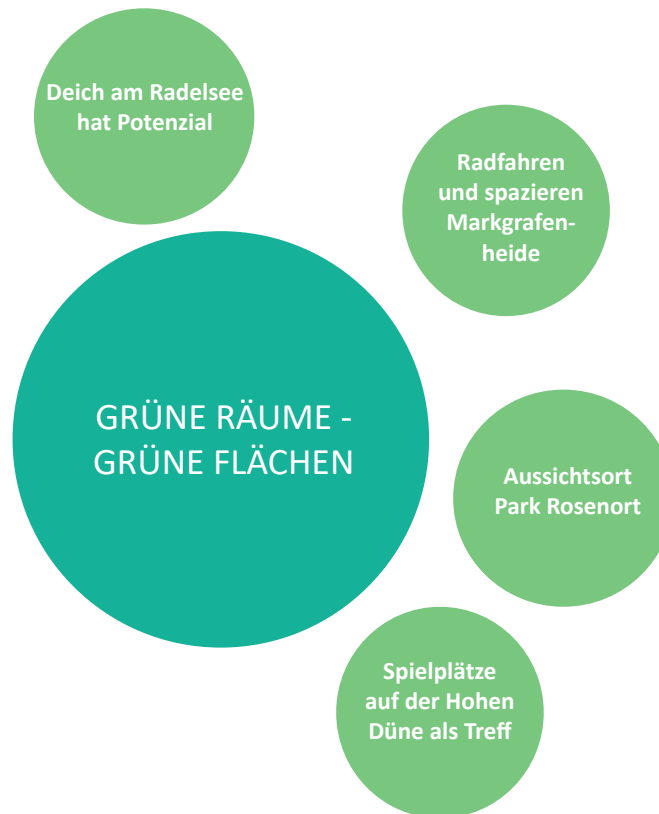 Deich am Radelsee
hat Potenzial
Radfahren
und spazieren
Markgrafen-
heide
GRÜNE RÄUME -
GRÜNE FLÄCHEN
Aussichtsort
Park Rosenort
Spielplätze
auf der Hohen
Düne als Treff